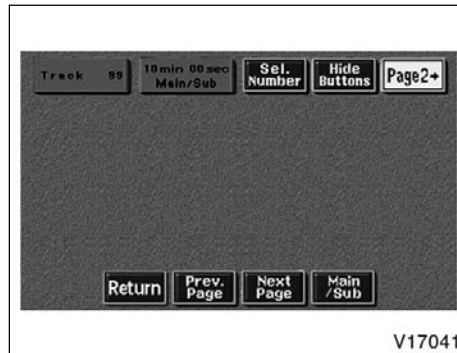 Track 99
10min 00sec
Main/Sub
Sel.
Number
Hide
Buttons
Page2→
Return
Prev.
Page
Next
Page
Main
/Sub
V17041